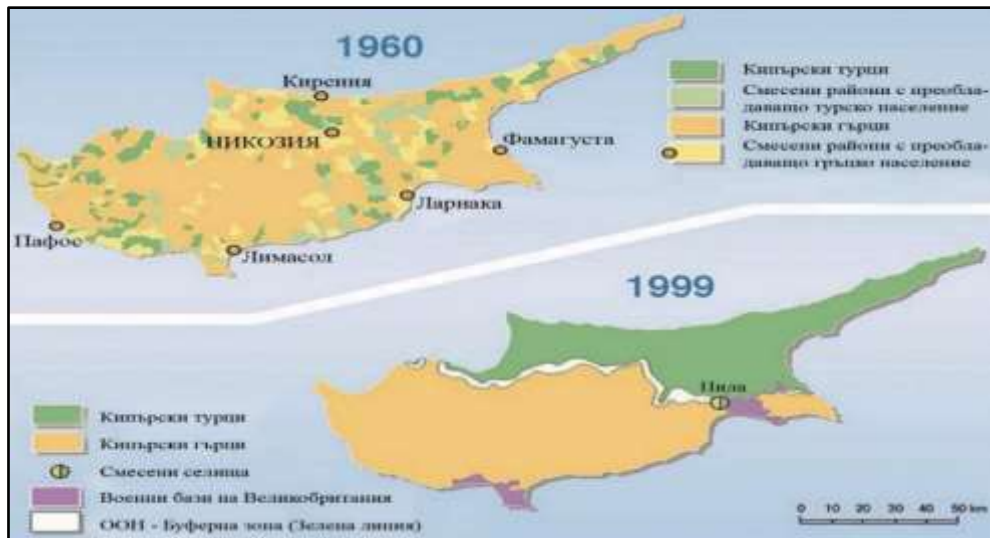 1960
Кирения
НИКОЗИЯ
Фамагуста
Ларнака
Пафос
Лимасол
Кипърски турци
Смесени райони с преобла-
даващо турско население
Кипърски гърци
Смесени райони с преобла-
даващо гръцко население
1999
Пила
Кипърски турци
Кипърски гърци
Смесени селища
Военни бази на Великобритания
ООН - Буферна зона (Зелена линия)
0 10 20 30 40 50 km